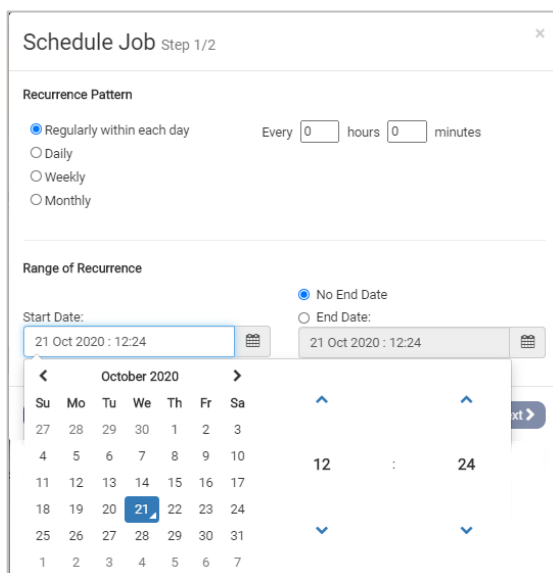 Schedule Job Step 1/2
×
Recurrence Pattern
Regularly within each day
Every 0 hours 0 minutes
Daily
Weekly
Monthly
Range of Recurrence
No End Date
Start Date:
End Date:
21 Oct 2020 : 12:24
21 Oct 2020 : 12:24
October 2020
Su Mo Tu We Th Fr Sa
27 28 29 30 1 2 3
4 5 6 7 8 9 10
11 12 13 14 15 16 17
18 19 20 21 22 23 24
25 26 27 28 29 30 31
1 2 3 4 5 6 7
12 : 24
xt